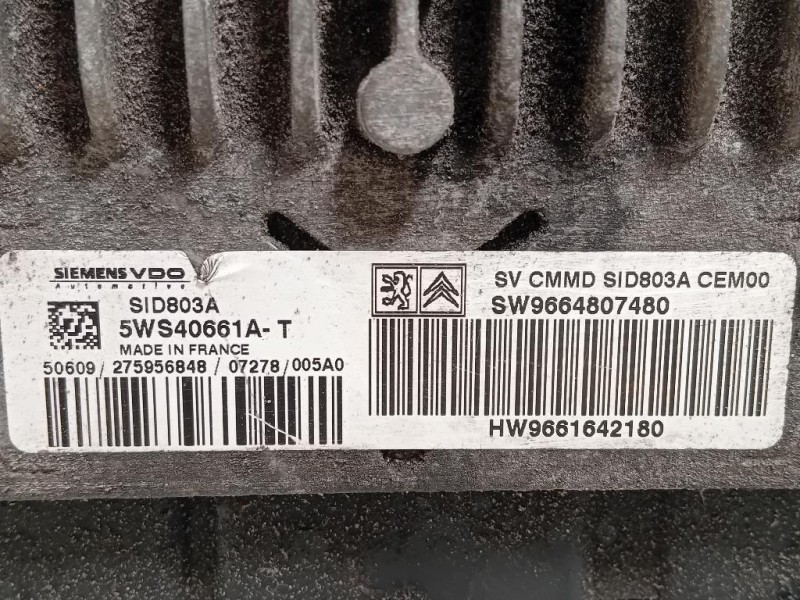 SIEMENS VDO
Automotive
SID803A
5WS40661A-T
MADE IN FRANCE
50609/275956848/07278/005A0
SV CMMD SID803A CEM00
SW9664807480
HW9661642180